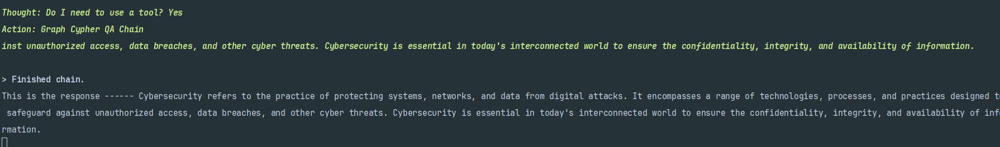 Thought: Do I need to use a tool? Yes
Action: Graph Cypher QA Chain
inst unauthorized access, data breaches, and other cyber threats. Cybersecurity is essential in today's interconnected world to ensure the confidentiality, integrity, and availability of information.
> Finished chain.
This is the response ------ Cybersecurity refers to the practice of protecting systems, networks, and data from digital attacks. It encompasses a range of technologies, processes, and practices designed to
safeguard against unauthorized access, data breaches, and other cyber threats. Cybersecurity is essential in today's interconnected world to ensure the confidentiality, integrity, and availability of info
rmation.